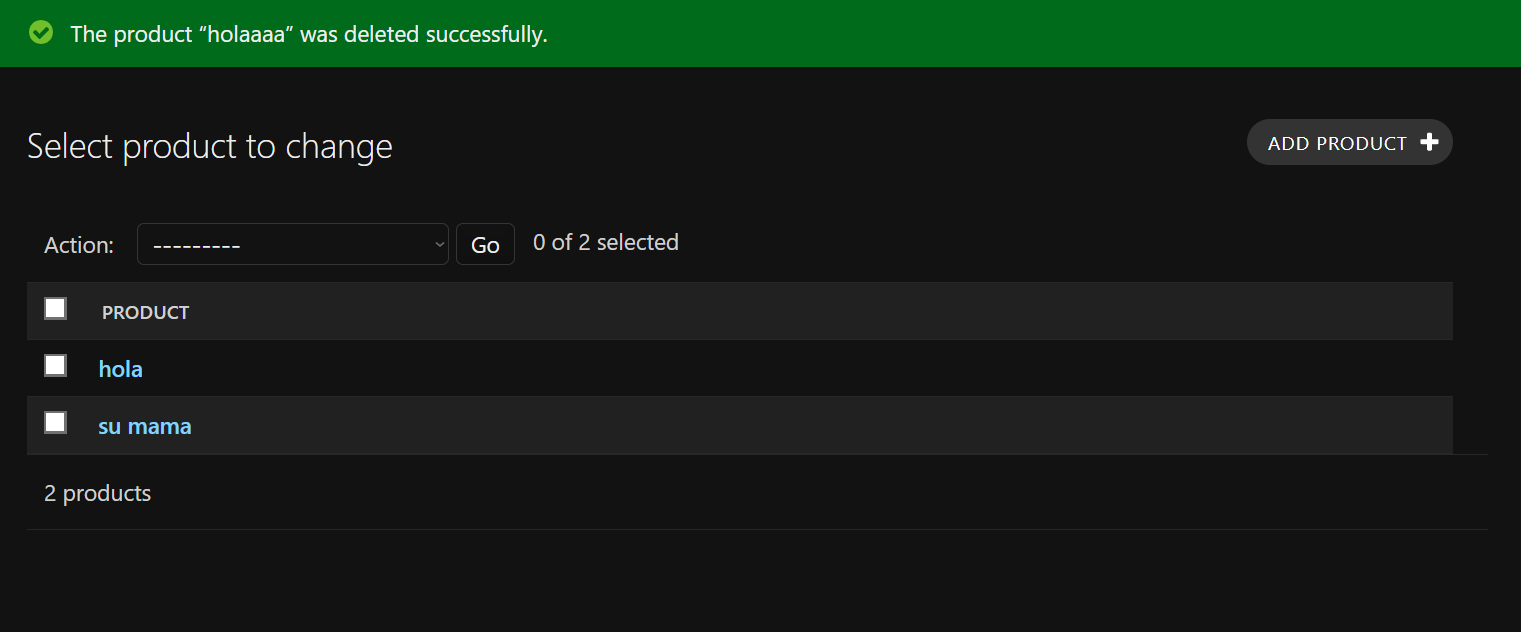 The product “holaaaa” was deleted successfully.
Select product to change
ADD PRODUCT
Action: --------- Go 0 of 2 selected
PRODUCT
hola
su mama
2 products